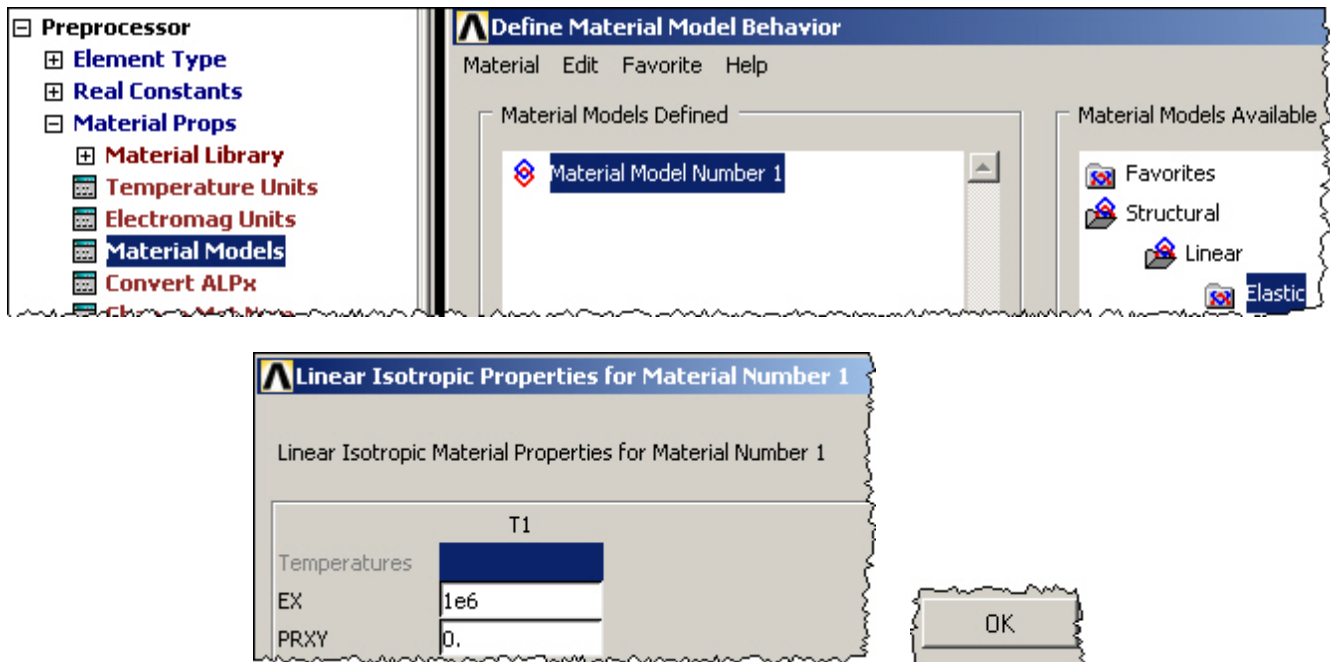 Preprocessor
Element Type
Real Constants
Material Props
Material Library
Temperature Units
Electromag Units
Material Models
Convert ALPx
Define Material Model Behavior
Material Edit Favorite Help
Material Models Defined
Material Model Number 1
Material Models Available
Favorites
Structural
Linear
Elastic
Linear Isotropic Properties for Material Number 1
Linear Isotropic Material Properties for Material Number 1
T1
Temperatures
EX 1e6
PRXY 0.
OK